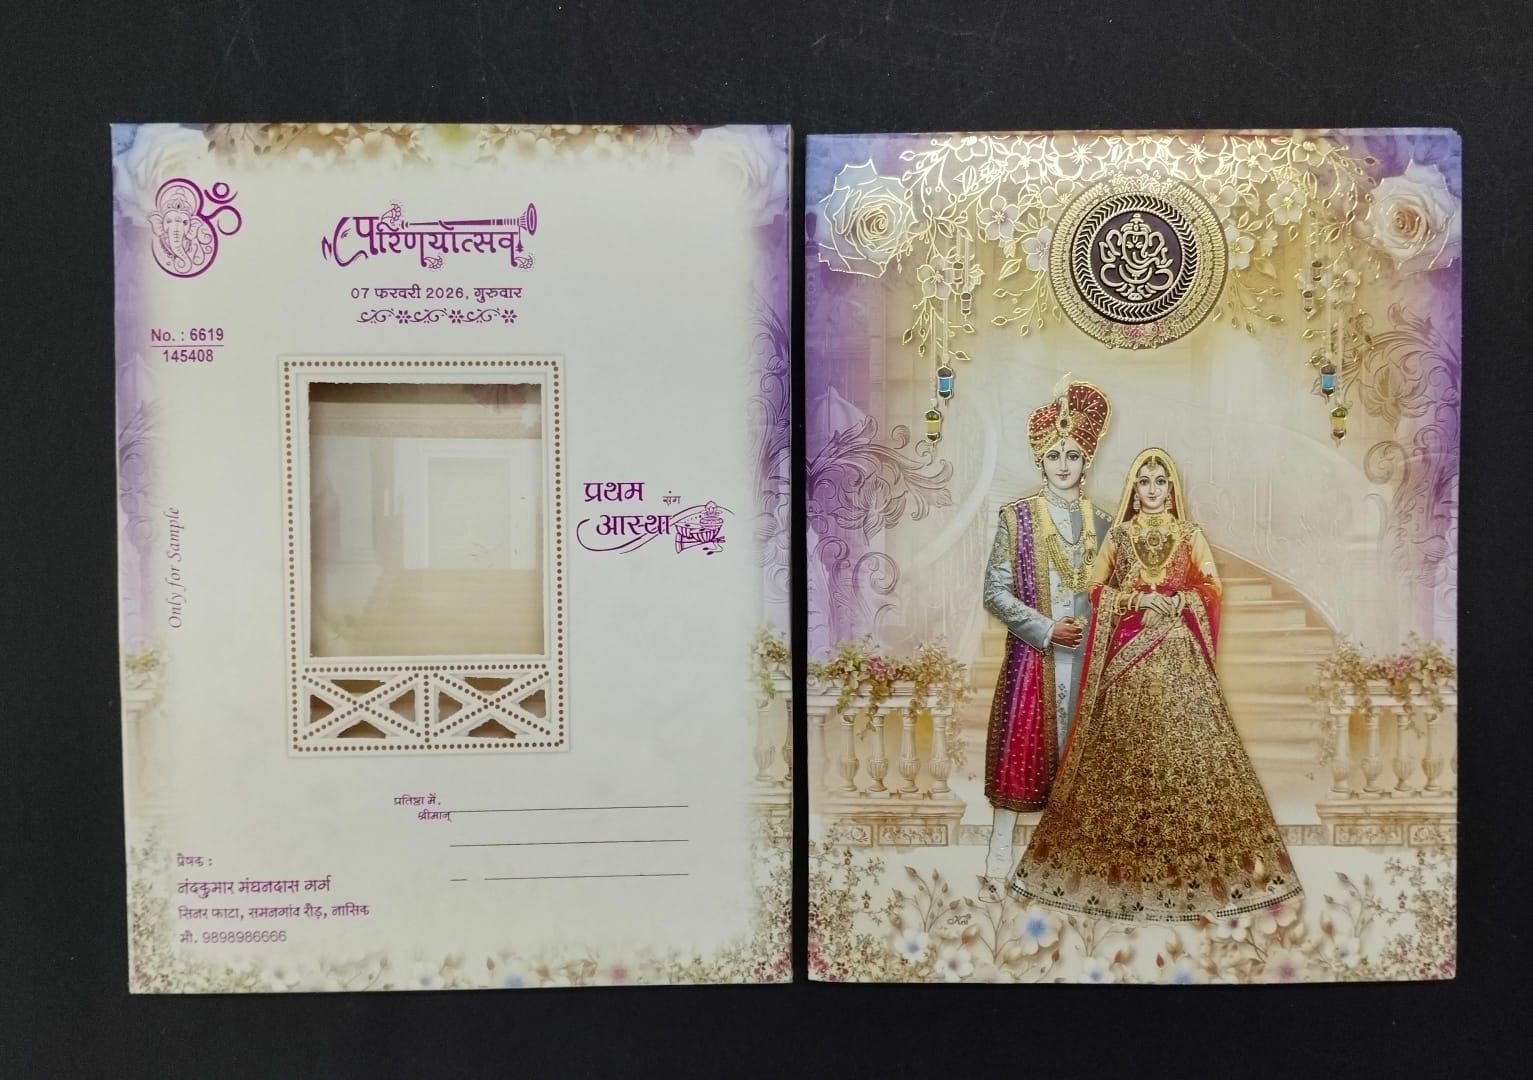 ॐ
परिणयोत्सव
07 फरवरी 2026, गुरुवार
No. : 6619
145408
प्रथम संग
आस्था
Only for Sample
प्रतिष्ठा में,
श्रीमान्
प्रेषक :
नंदकुमार मंघनदास गर्ग
सिनर फाटा, समनगांव रोड़, नासिक
मो. 9898986666